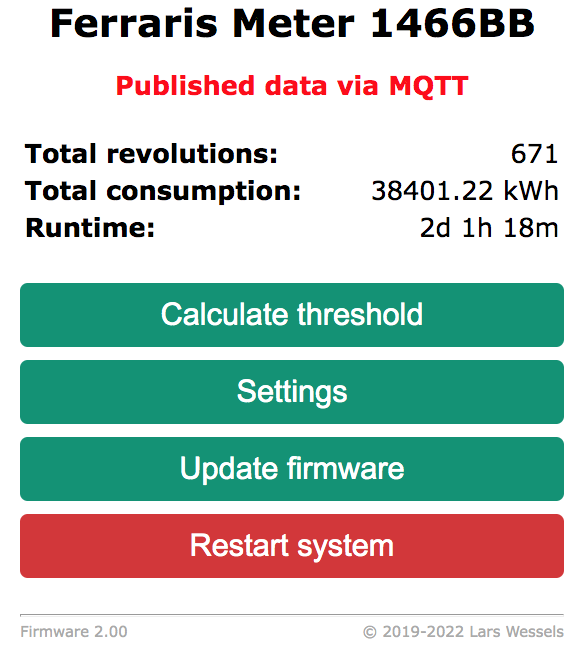 Ferraris Meter 1466BB
Published data via MQTT
Total revolutions: 671
Total consumption: 38401.22 kWh
Runtime: 2d 1h 18m
Calculate threshold
Settings
Update firmware
Restart system
Firmware 2.00 © 2019-2022 Lars Wessels